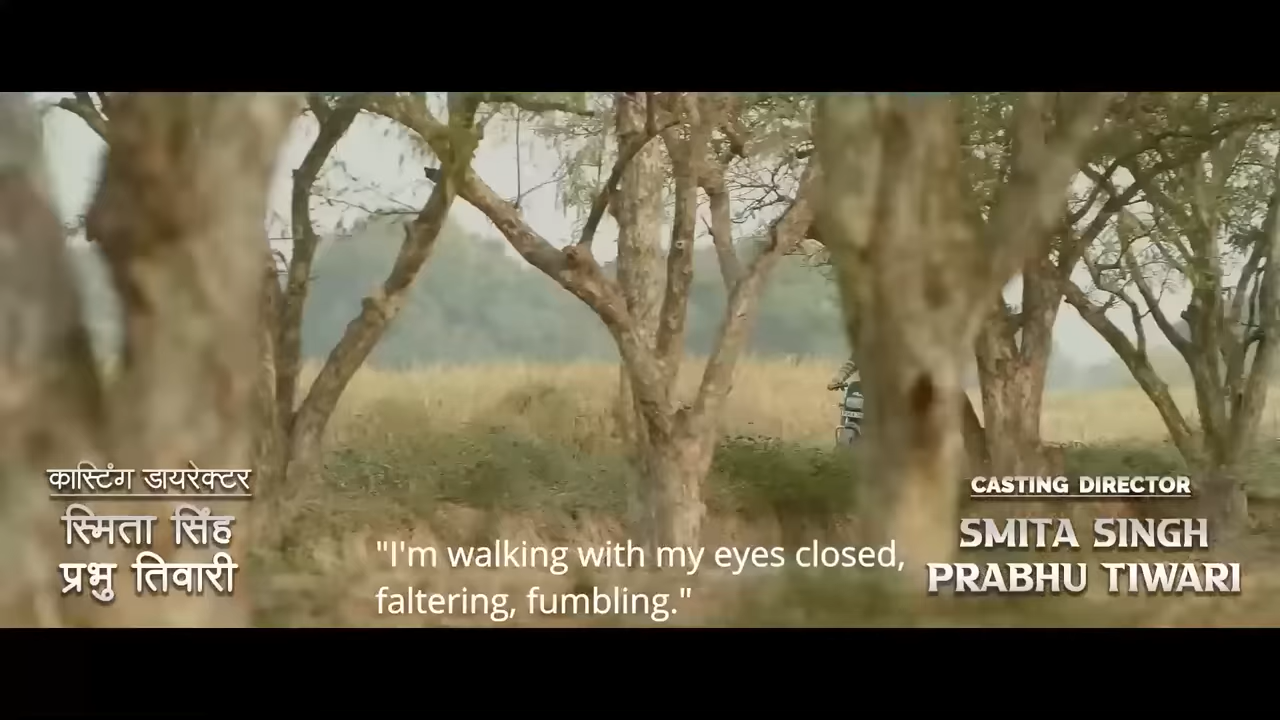 कास्टिंग डायरेक्टर
स्मिता सिंह
प्रभु तिवारी
"I'm walking with my eyes closed,
faltering, fumbling."
CASTING DIRECTOR
SMITA SINGH
PRABHU TIWARI